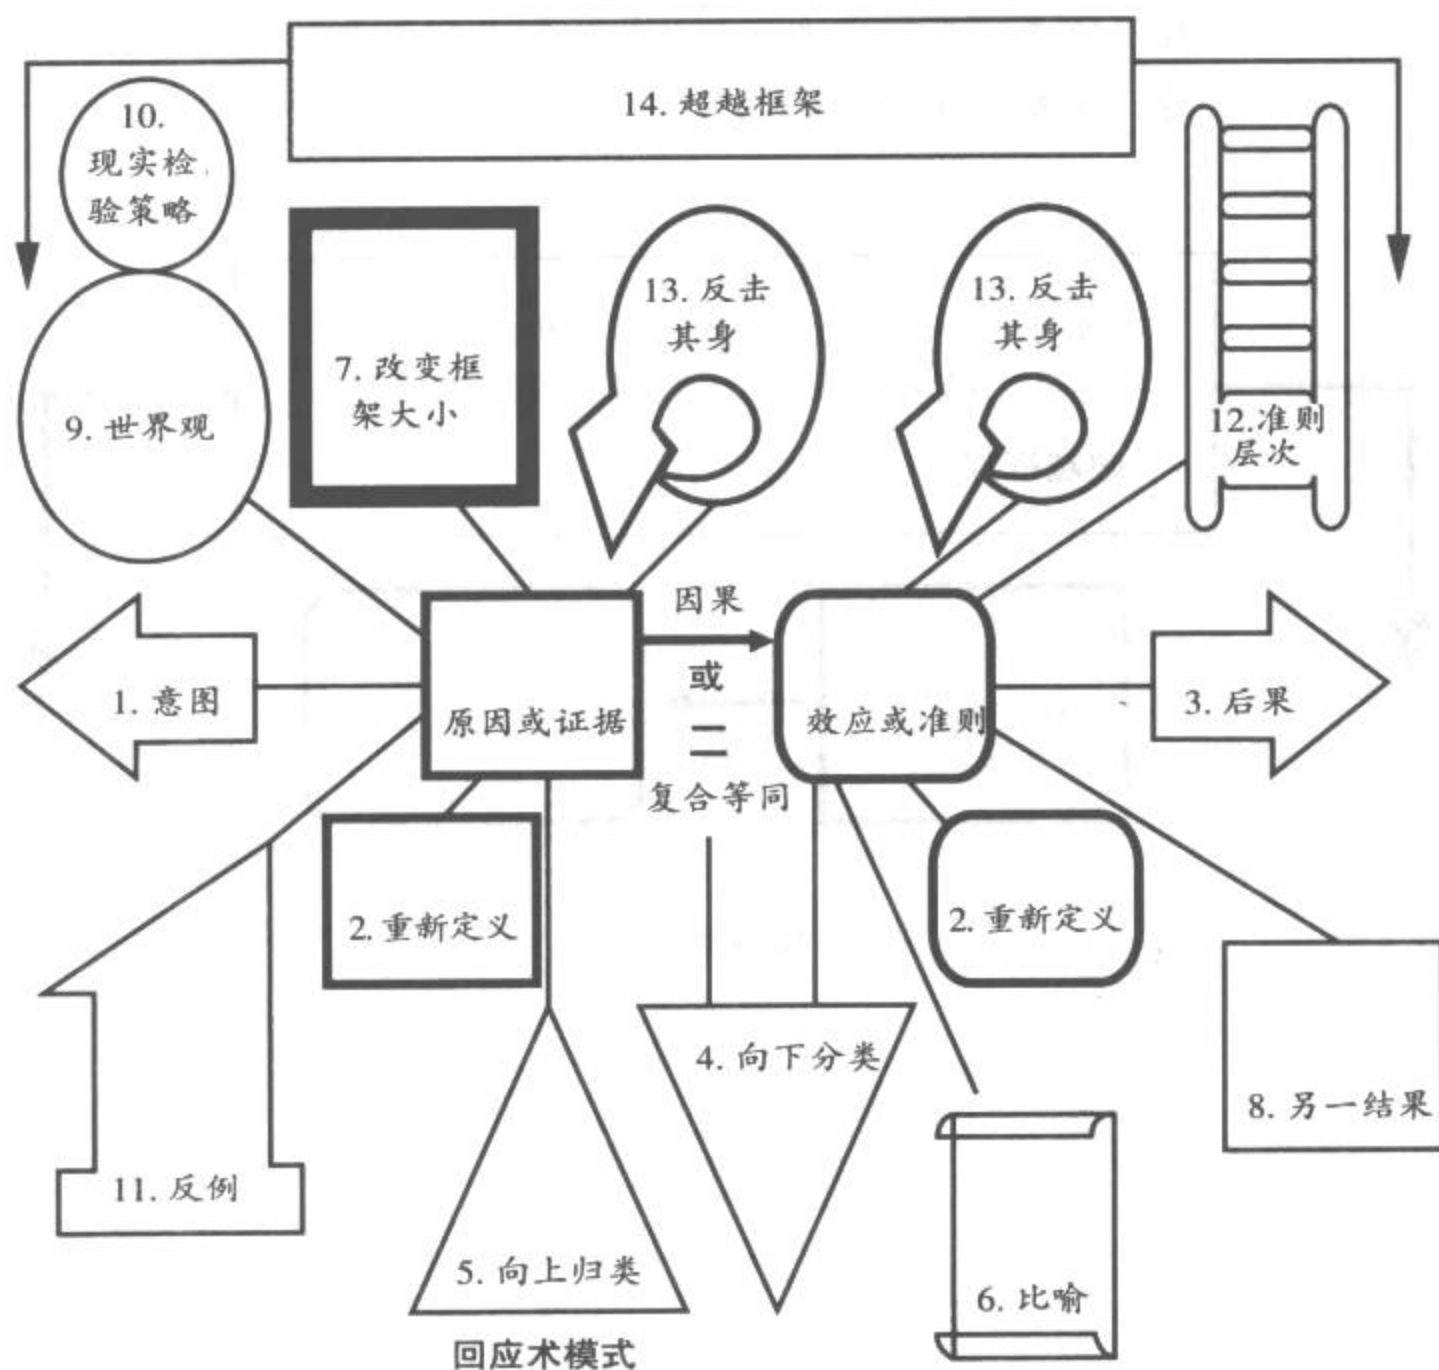 14. 超越框架
10.
现实检
验策略
13. 反击
其身
13. 反击
其身
7. 改变框
架大小
9. 世界观
12.准则
层次
因果
或
1. 意图
原因或证据
=
效应或准则
3. 后果
复合等同
2. 重新定义
2. 重新定义
4. 向下分类
8. 另一结果
11. 反例
5. 向上归类
6. 比喻
回应术模式